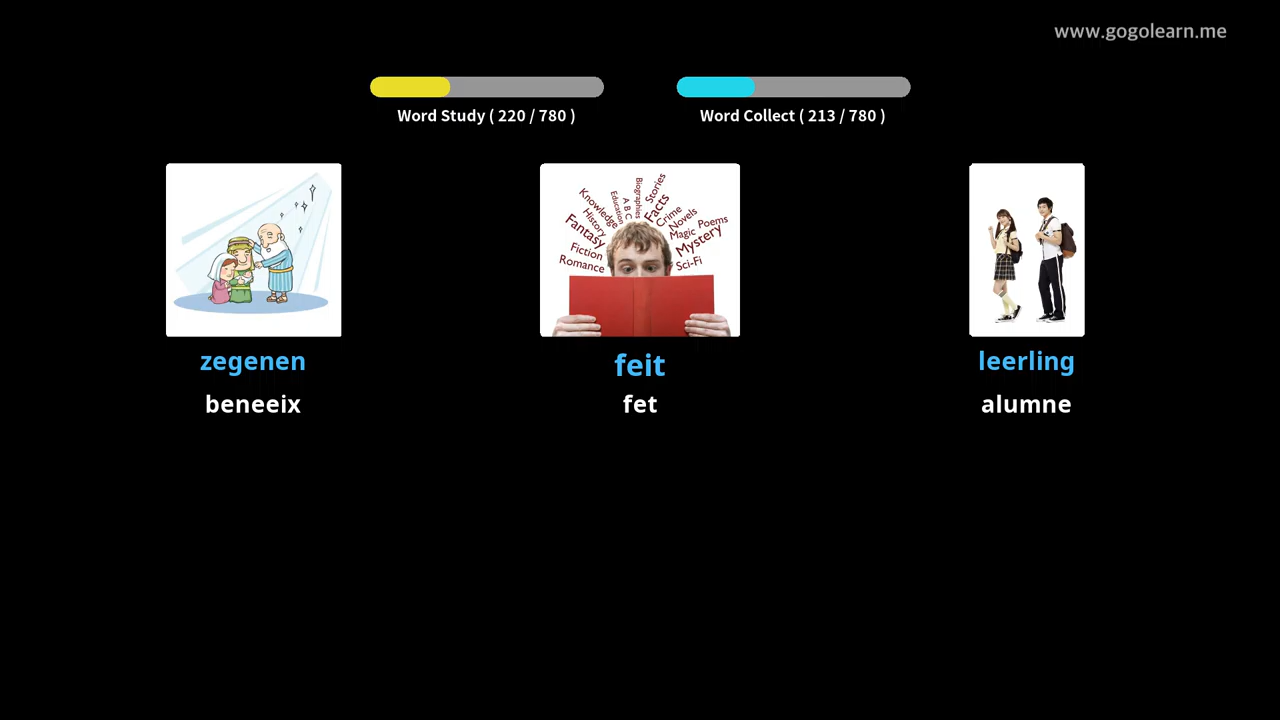 www.gogolearn.me
Word Study ( 220 / 780 )
Word Collect ( 213 / 780 )
Knowledge
History
Fantasy
Fiction
Romance
Education
A B C
Biographies
Stories
Facts
Crime
Novels
Magic
Poems
Mystery
Sci-Fi
zegenen
feit
leerling
beneeix
fet
alumne